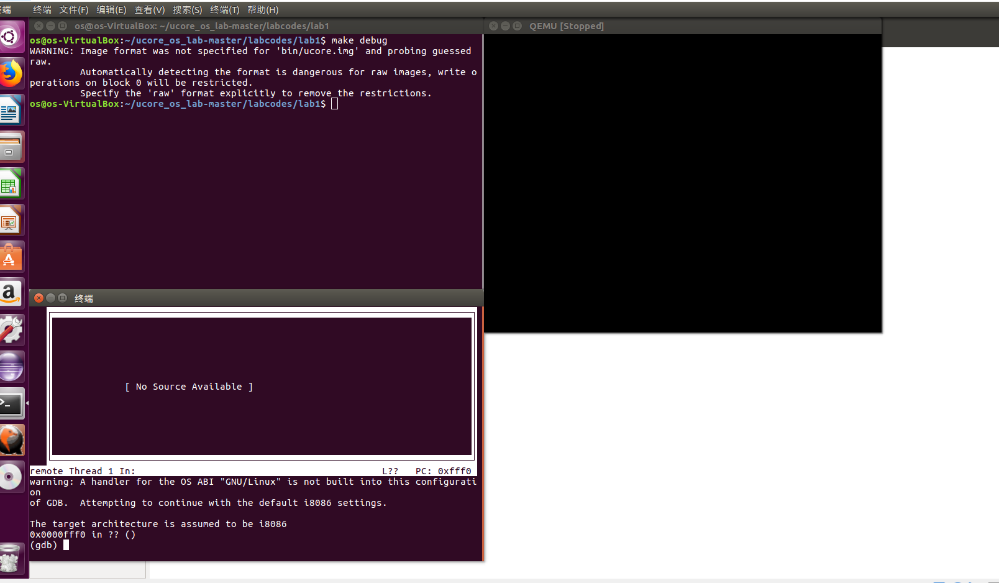 终端 终端 文件(F) 编辑(E) 查看(V) 搜索(S) 终端(T) 帮助(H)
os@os-VirtualBox: ~/ucore_os_lab-master/labcodes/lab1
os@os-VirtualBox:~/ucore_os_lab-master/labcodes/lab1$ make debug
WARNING: Image format was not specified for 'bin/ucore.img' and probing guessed
raw.
Automatically detecting the format is dangerous for raw images, write o
perations on block 0 will be restricted.
Specify the 'raw' format explicitly to remove the restrictions.
os@os-VirtualBox:~/ucore_os_lab-master/labcodes/lab1$
QEMU [Stopped]
终端
[ No Source Available ]
remote Thread 1 In: L?? PC: 0xfff0
warning: A handler for the OS ABI "GNU/Linux" is not built into this configurati
on
of GDB.  Attempting to continue with the default i8086 settings.
The target architecture is assumed to be i8086
0x0000fff0 in ?? ()
(gdb)